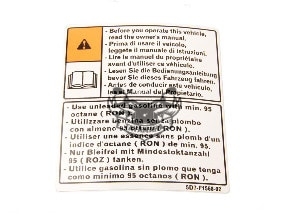 - Before you operate this vehicle,
read the owner's manual.
- Prima di usare il veicolo,
leggete il manuale di istruzioni.
- Lire le manuel du propriétaire
avant d'utiliser ce véhicule.
- Lesen Sie die Bedienungsanleitung
bevor Sie dieses Fahrzeug fahren.
- Antes de conducir este vehículo,
lea el Manual del Propietario.
- Use unleaded gasoline with min. 95
octane ( RON ).
- Utilizzare benzina senza piombo
con almeno 95 ottani ( RON ).
- Utiliser une essence sans plomb d'un
indice d'octane ( RON ) de min. 95.
- Nur Bleifrei mit Mindestoktanzahl
95 ( ROZ ) tanken.
- Utilice gasolina sin plomo que tenga
como mínimo 95 octanos ( RON ).
5D7-F1568-02